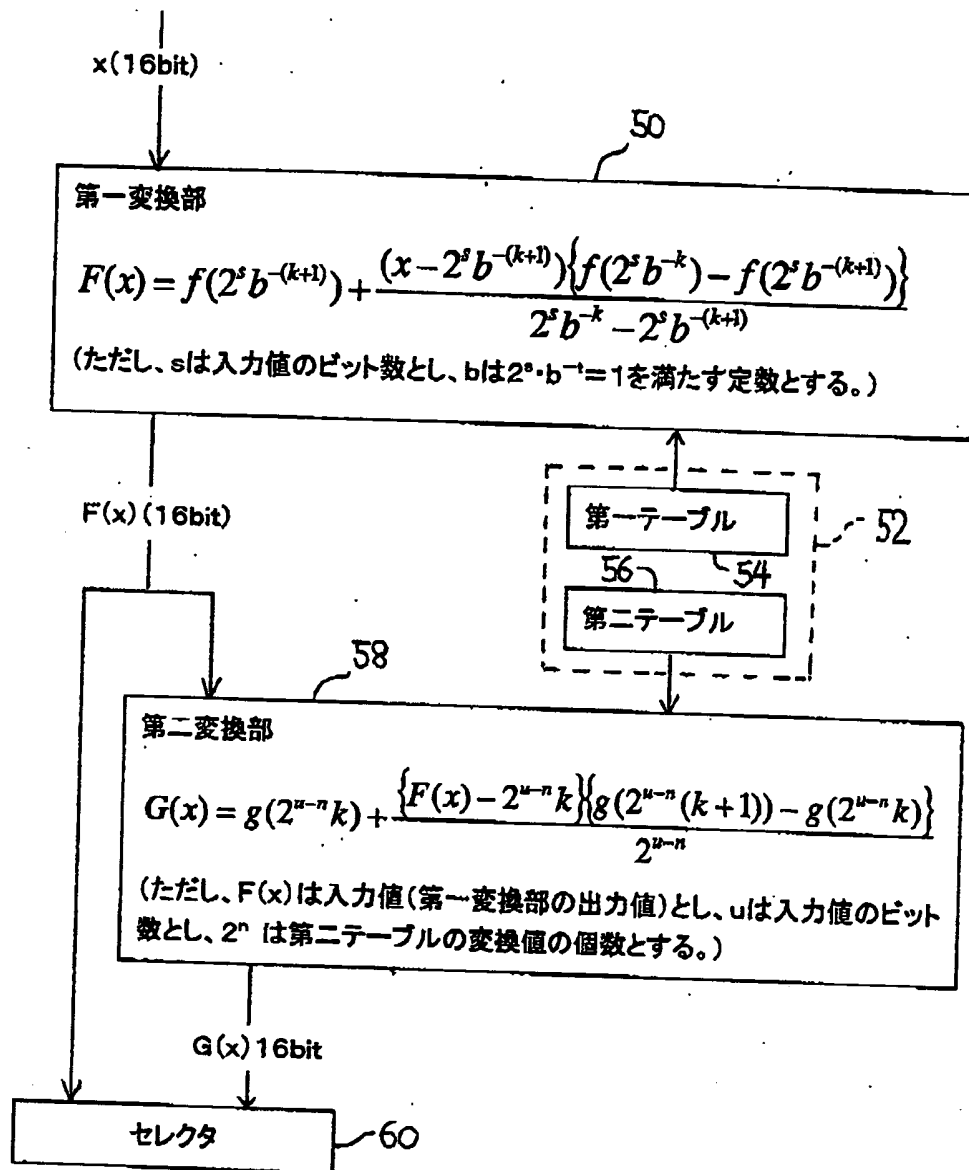 x(16bit)
50
第一変換部
F(x) = f(2^s b^{-(k+1)}) + \frac{(x - 2^s b^{-(k+1)})\{f(2^s b^{-k}) - f(2^s b^{-(k+1)})\}}{2^s b^{-k} - 2^s b^{-(k+1)}}
(ただし、sは入力値のビット数とし、bは2^s・b^{-t}=1を満たす定数とする。)
F(x)(16bit)
第一テーブル
52
54
56
第二テーブル
58
第二変換部
G(x) = g(2^{u-n} k) + \frac{\{F(x) - 2^{u-n} k\}\{g(2^{u-n}(k+1)) - g(2^{u-n} k)\}}{2^{u-n}}
(ただし、F(x)は入力値(第一変換部の出力値)とし、uは入力値のビット
数とし、2^n は第二テーブルの変換値の個数とする。)
G(x)16bit
セレクタ
60